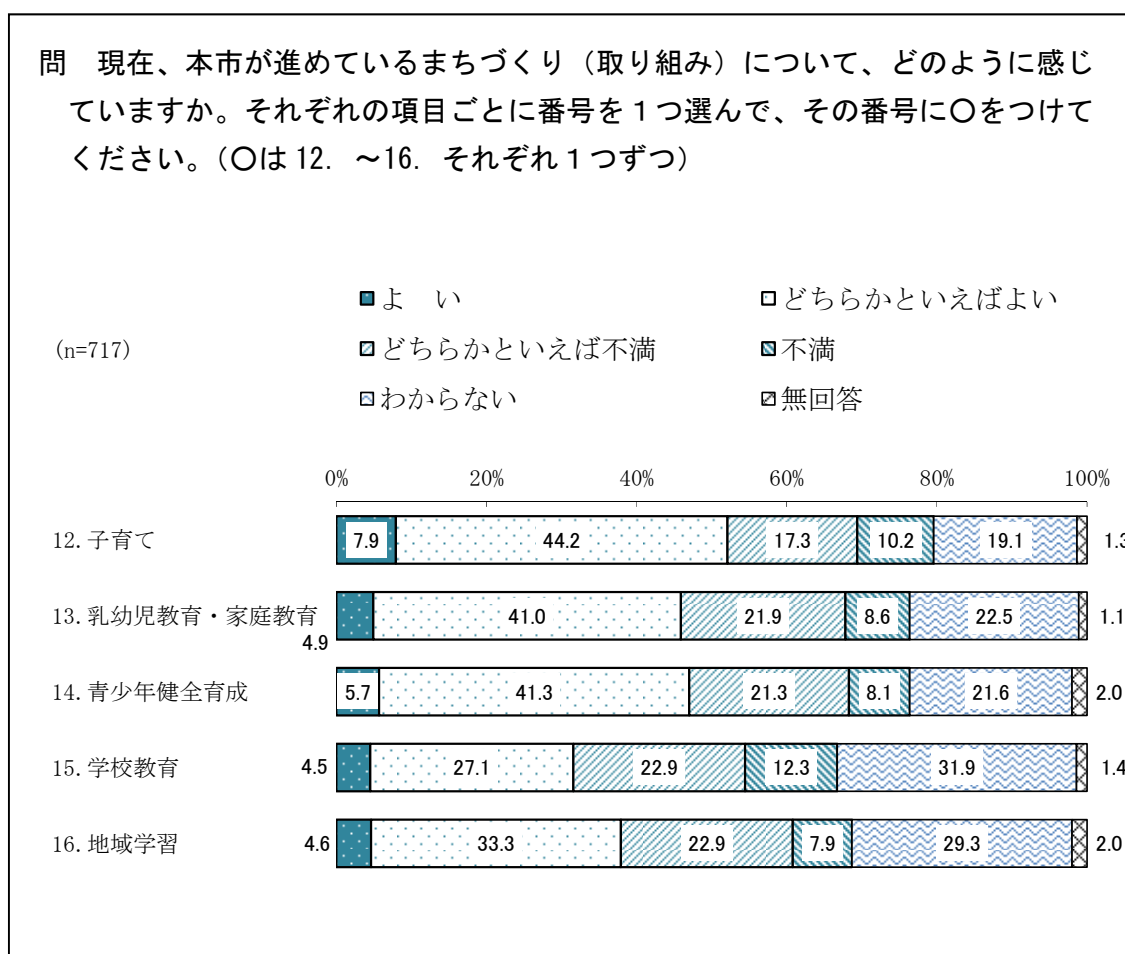 問　現在、本市が進めているまちづくり（取り組み）について、どのように感じ
ていますか。それぞれの項目ごとに番号を１つ選んで、その番号に〇をつけて
ください。（〇は12. ～16. それぞれ１つずつ）
よ　い　どちらかといえばよい
(n=717)　どちらかといえば不満　不満
わからない　無回答
0% 20% 40% 60% 80% 100%
12.子育て 7.9 44.2 17.3 10.2 19.1 1.3
13.乳幼児教育・家庭教育 4.9 41.0 21.9 8.6 22.5 1.1
14.青少年健全育成 5.7 41.3 21.3 8.1 21.6 2.0
15.学校教育 4.5 27.1 22.9 12.3 31.9 1.4
16.地域学習 4.6 33.3 22.9 7.9 29.3 2.0